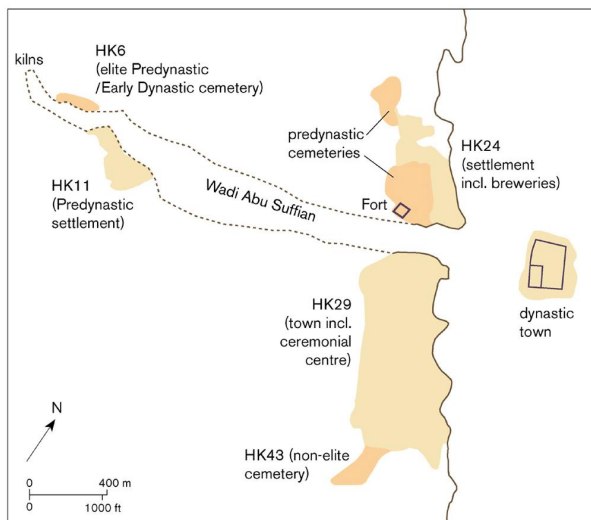 HK6
(elite Predynastic
/Early Dynastic cemetery)
kilns
predynastic
cemeteries
HK24
(settlement
incl. breweries)
HK11
(Predynastic
settlement)
Wadi Abu Suffian
Fort
HK29
(town incl.
ceremonial
centre)
dynastic
town
N
HK43 (non-elite
cemetery)
0 400 m
0 1000 ft